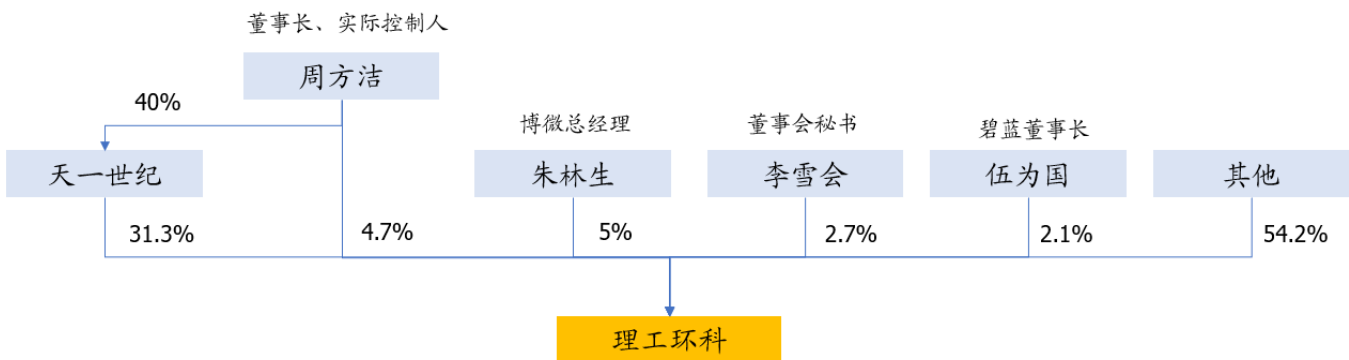 董事长、实际控制人
周方洁
40%
博微总经理
董事会秘书
碧蓝董事长
天一世纪
朱林生
李雪会
伍为国
其他
31.3%
4.7%
5%
2.7%
2.1%
54.2%
理工环科